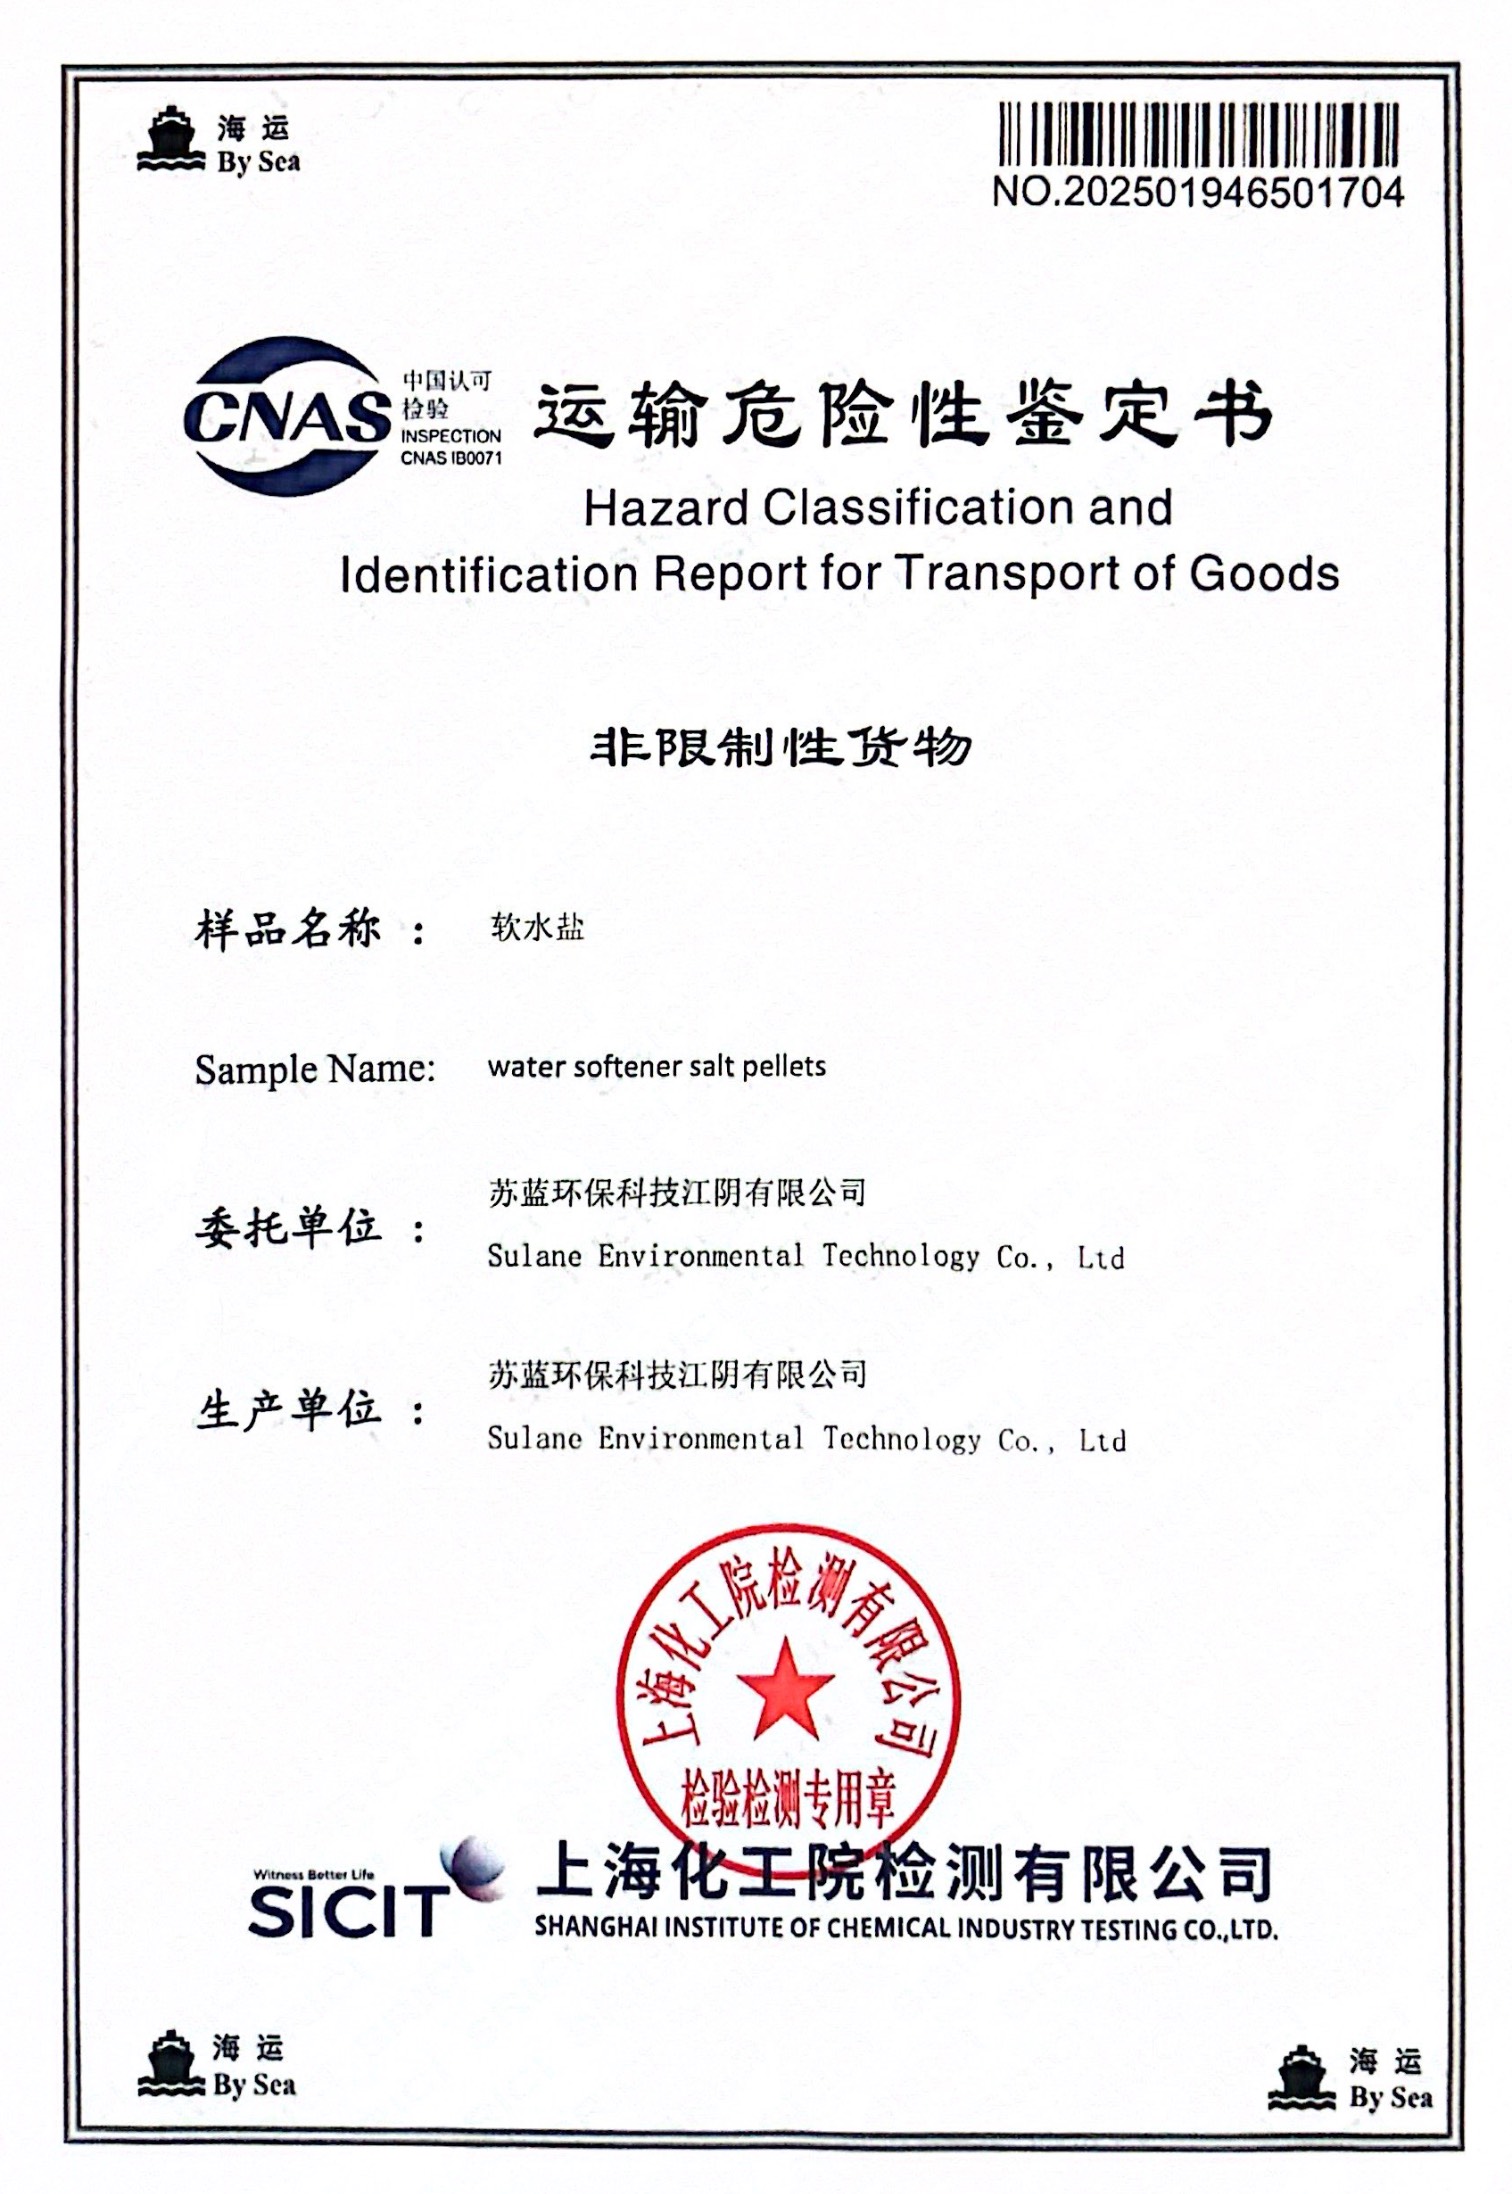 海运
By Sea
NO.202501946501704
CNAS
中国认可
检验
INSPECTION
CNAS IB0071
运输危险性鉴定书
Hazard Classification and
Identification Report for Transport of Goods
非限制性货物
样品名称：
软水盐
Sample Name:
water softener salt pellets
委托单位：
苏蓝环保科技江阴有限公司
Sulane Environmental Technology Co., Ltd
生产单位：
苏蓝环保科技江阴有限公司
Sulane Environmental Technology Co., Ltd
上海化工院检测有限公司
检验检测专用章
Witness Better Life
SICIT
上海化工院检测有限公司
SHANGHAI INSTITUTE OF CHEMICAL INDUSTRY TESTING CO.,LTD.
海运
By Sea
海运
By Sea